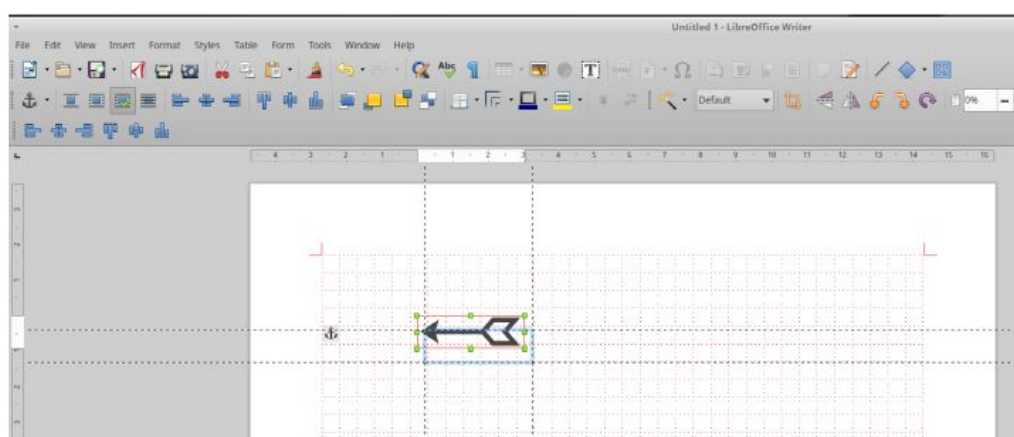 Untitled 1 - LibreOffice Writer
File Edit View Insert Format Styles Table Form Tools Window Help
Abc
Default 0%
4 3 2 1 1 2 3 4 5 6 7 8 9 10 11 12 13 14 15 16